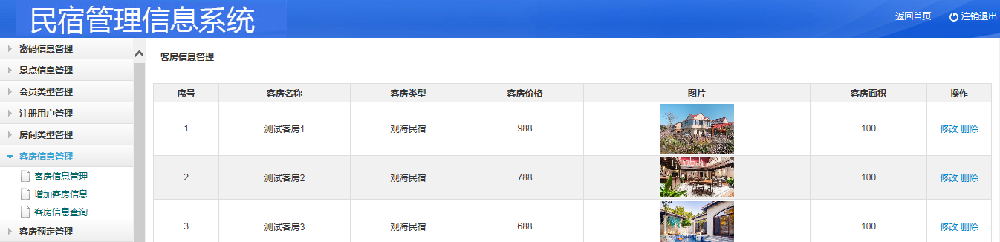 民宿管理信息系统
返回首页 注销退出
密码信息管理
景点信息管理
会员类型管理
注册用户管理
房间类型管理
客房信息管理
客房信息管理
增加客房信息
客房信息查询
客房预定管理
客房信息管理
序号 客房名称 客房类型 客房价格 图片 客房面积 操作
1 测试客房1 观海民宿 988 100 修改 删除
2 测试客房2 观海民宿 788 100 修改 删除
3 测试客房3 观海民宿 688 100 修改 删除